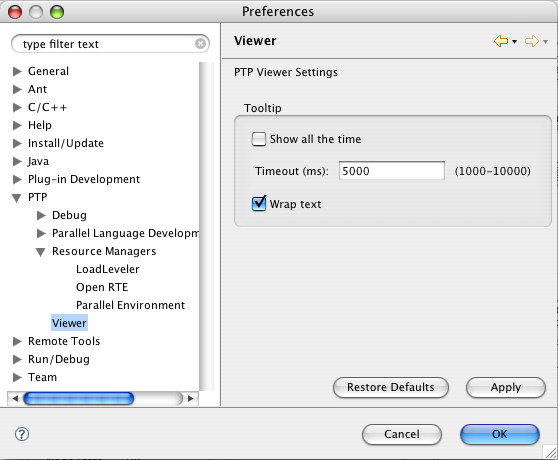 Preferences
type filter text
General
Ant
C/C++
Help
Install/Update
Java
Plug-in Development
PTP
Debug
Parallel Language Developm
Resource Managers
LoadLeveler
Open RTE
Parallel Environment
Viewer
Remote Tools
Run/Debug
Team
Viewer
PTP Viewer Settings
Tooltip
Show all the time
Timeout (ms): 5000 (1000-10000)
Wrap text
Restore Defaults Apply
? Cancel OK